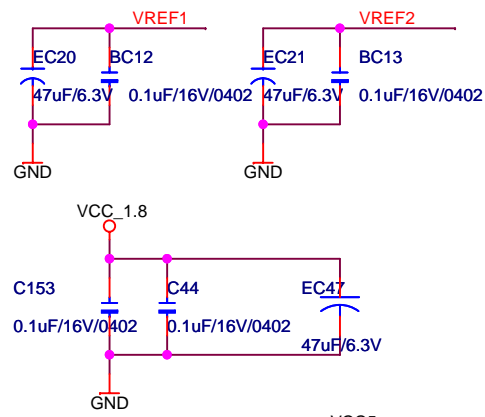 VREF1
VREF2
EC20
BC12
EC21
BC13
47uF/6.3V
0.1uF/16V/0402
47uF/6.3V
0.1uF/16V/0402
GND
GND
VCC_1.8
C153
C44
EC47
0.1uF/16V/0402
0.1uF/16V/0402
47uF/6.3V
GND